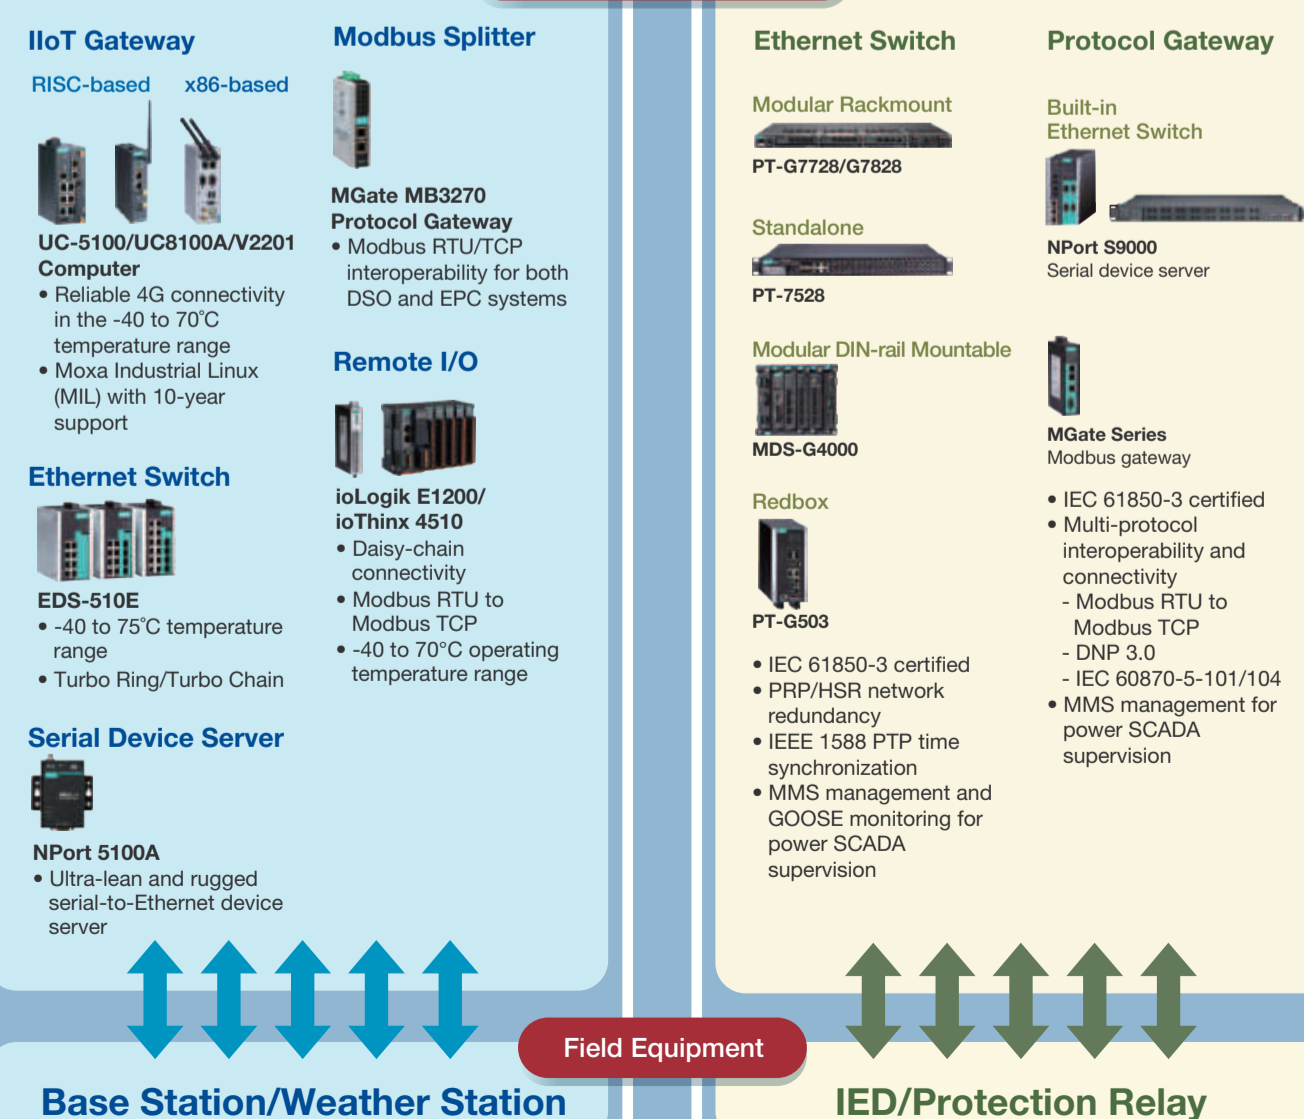 IIoT Gateway
RISC-based
x86-based
UC-5100/UC8100A/V2201
Computer
• Reliable 4G connectivity
in the -40 to 70°C
temperature range
• Moxa Industrial Linux
(MIL) with 10-year
support
Ethernet Switch
EDS-510E
• -40 to 75°C temperature
range
• Turbo Ring/Turbo Chain
Serial Device Server
NPort 5100A
• Ultra-lean and rugged
serial-to-Ethernet device
server
Modbus Splitter
MGate MB3270
Protocol Gateway
• Modbus RTU/TCP
interoperability for both
DSO and EPC systems
Remote I/O
ioLogik E1200/
ioThinx 4510
• Daisy-chain
connectivity
• Modbus RTU to
Modbus TCP
• -40 to 70°C operating
temperature range
Ethernet Switch
Modular Rackmount
PT-G7728/G7828
Standalone
PT-7528
Modular DIN-rail Mountable
MDS-G4000
Redbox
PT-G503
• IEC 61850-3 certified
• PRP/HSR network
redundancy
• IEEE 1588 PTP time
synchronization
• MMS management and
GOOSE monitoring for
power SCADA
supervision
Protocol Gateway
Built-in
Ethernet Switch
NPort S9000
Serial device server
MGate Series
Modbus gateway
• IEC 61850-3 certified
• Multi-protocol
interoperability and
connectivity
- Modbus RTU to
Modbus TCP
- DNP 3.0
- IEC 60870-5-101/104
• MMS management for
power SCADA
supervision
Field Equipment
Base Station/Weather Station
IED/Protection Relay